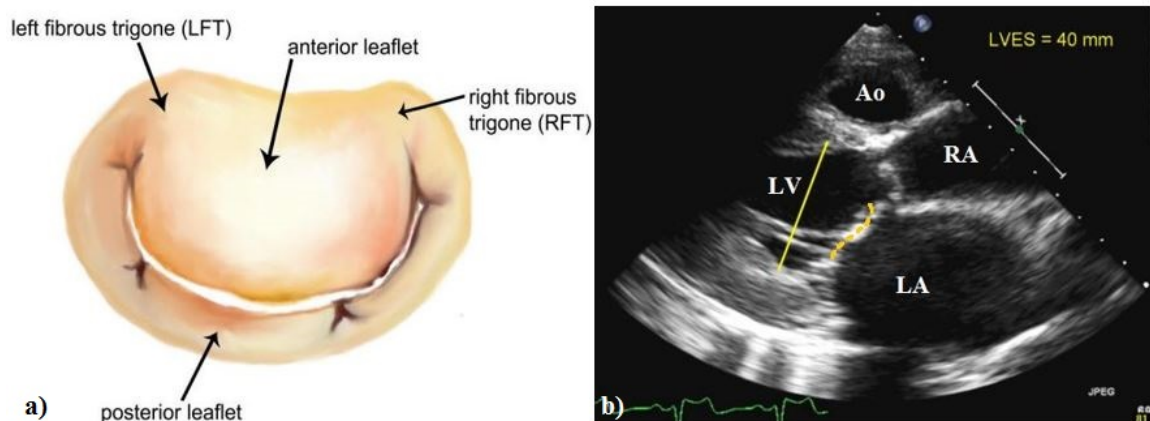 left fibrous trigone (LFT)
anterior leaflet
right fibrous
trigone (RFT)
posterior leaflet
a)
LVES = 40 mm
Ao
RA
LV
LA
JPEG
b)